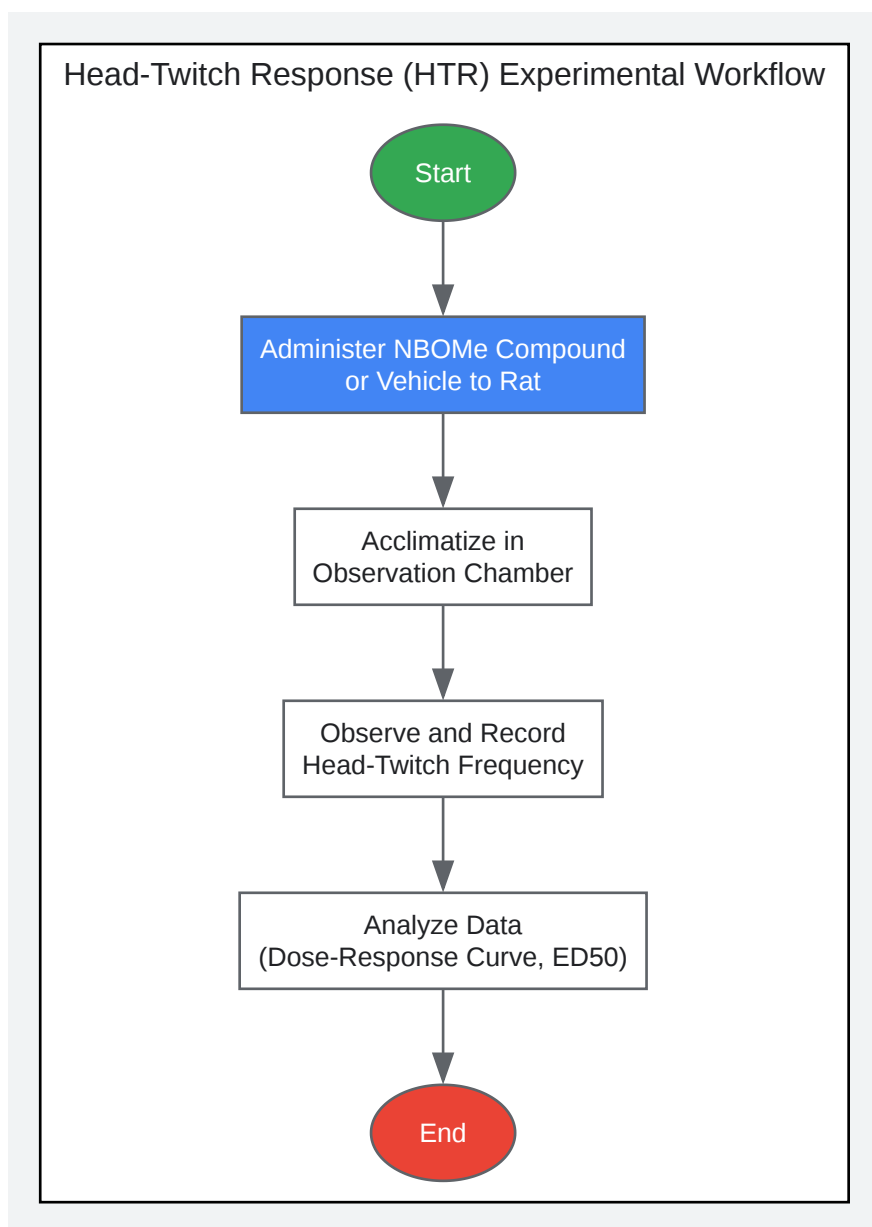 Head-Twitch Response (HTR) Experimental Workflow
Start
Administer NBOMe Compound
or Vehicle to Rat
Acclimatize in
Observation Chamber
Observe and Record
Head-Twitch Frequency
Analyze Data
(Dose-Response Curve, ED50)
End